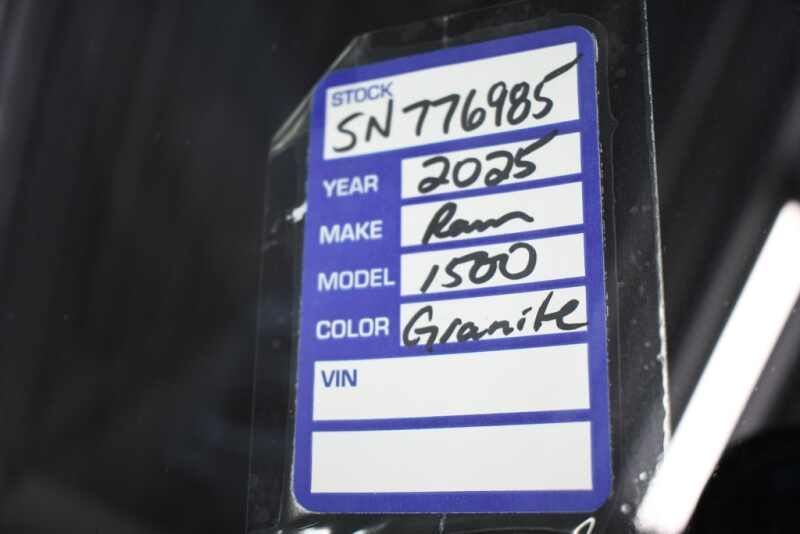 STOCK
SN776985
YEAR 2025
MAKE Ram
MODEL 1500
COLOR Granite
VIN